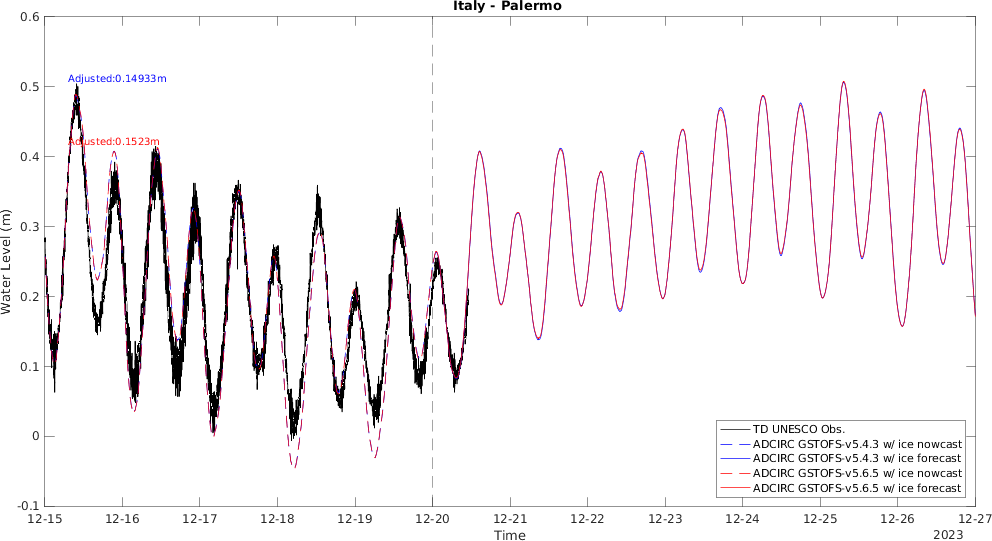 Italy - Palermo
0.6
0.5
0.4
0.3
0.2
0.1
0
-0.1
Water Level (m)
Adjusted:0.14933m
Adjusted:0.1523m
TD UNESCO Obs.
ADCIRC GSTOFS-v5.4.3 w/ ice nowcast
ADCIRC GSTOFS-v5.4.3 w/ ice forecast
ADCIRC GSTOFS-v5.6.5 w/ ice nowcast
ADCIRC GSTOFS-v5.6.5 w/ ice forecast
12-15 12-16 12-17 12-18 12-19 12-20 12-21 12-22 12-23 12-24 12-25 12-26 12-27
Time
2023